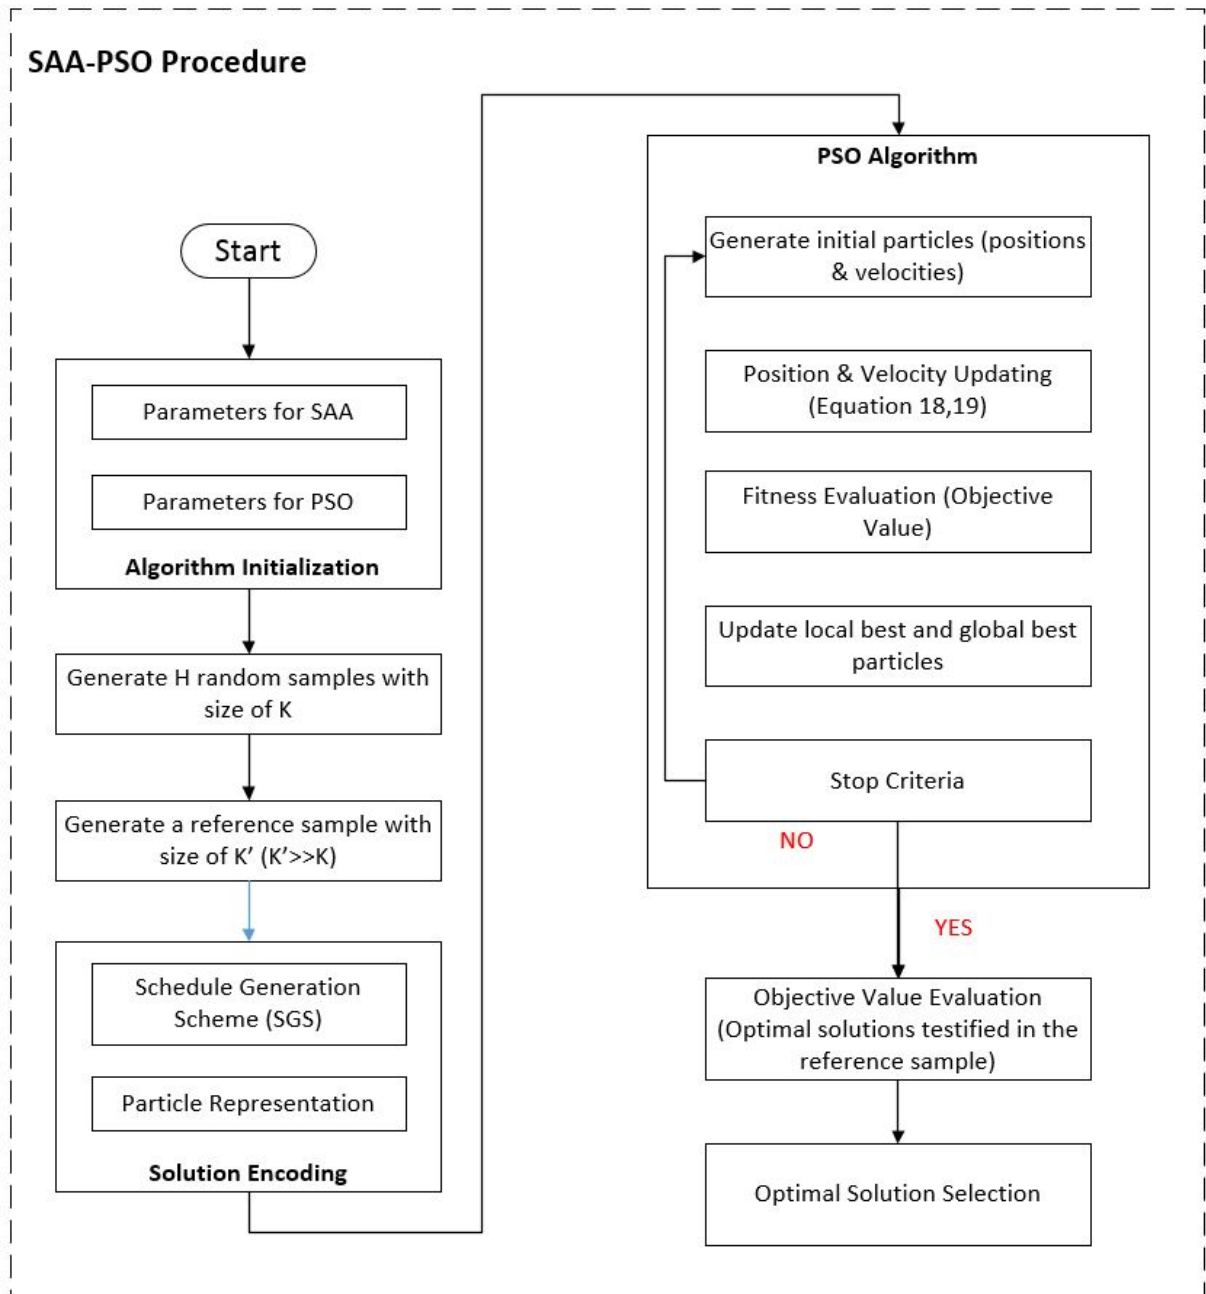 SAA-PSO Procedure
Start
Parameters for SAA
Parameters for PSO
Algorithm Initialization
Generate H random samples with
size of K
Generate a reference sample with
size of K’ (K’>>K)
Schedule Generation
Scheme (SGS)
Particle Representation
Solution Encoding
PSO Algorithm
Generate initial particles (positions
& velocities)
Position & Velocity Updating
(Equation 18,19)
Fitness Evaluation (Objective
Value)
Update local best and global best
particles
Stop Criteria
NO
YES
Objective Value Evaluation
(Optimal solutions testified in the
reference sample)
Optimal Solution Selection